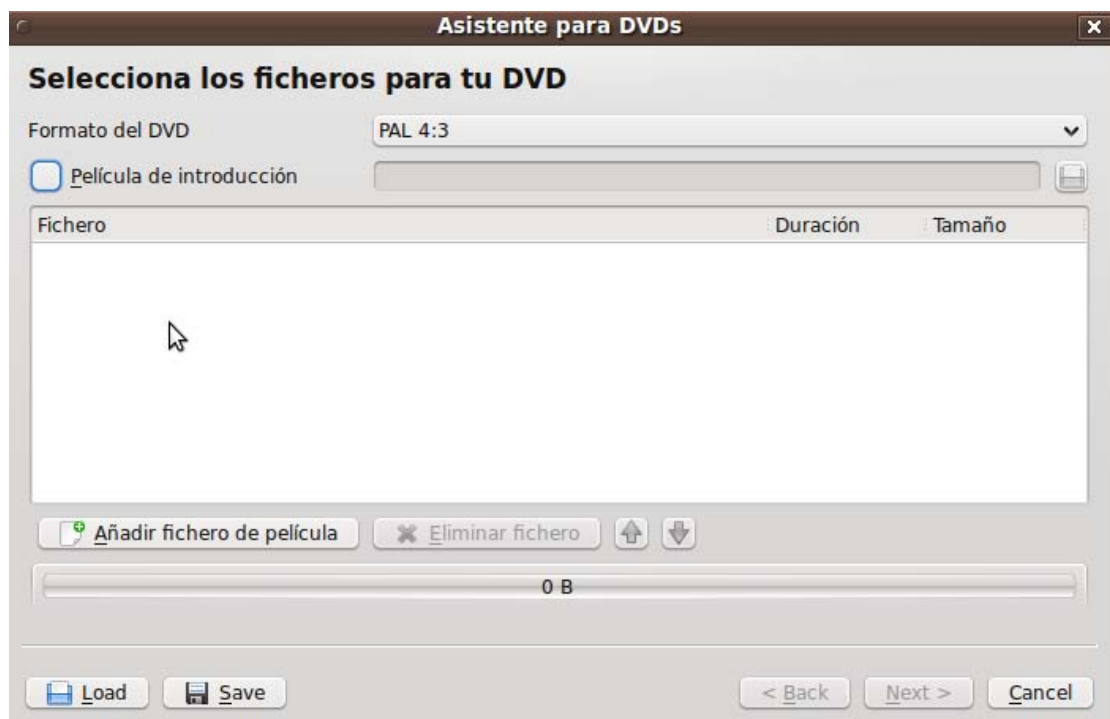 Asistente para DVDs
Selecciona los ficheros para tu DVD
Formato del DVD PAL 4:3
Película de introducción
Fichero Duración Tamaño
Añadir fichero de película Eliminar fichero
0 B
Load Save < Back Next > Cancel